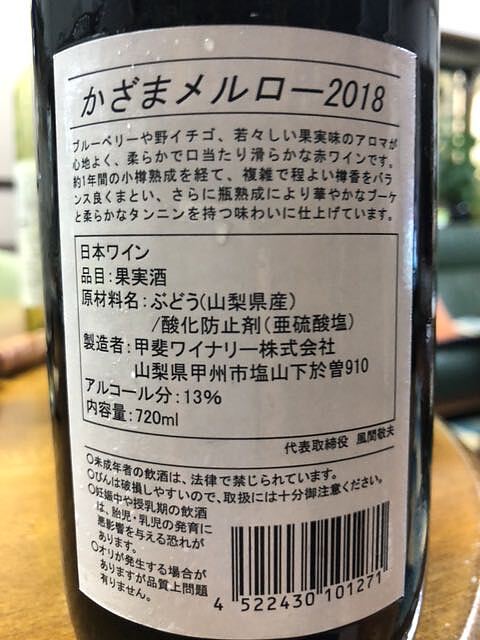 かざまメルロー2018
ブルーベリーや野イチゴ、若々しい果実味のアロマが
心地よく、柔らかで口当たり滑らかな赤ワインです。
約1年間の小樽熟成を経て、複雑で程よい樽香をバラ
ンス良くまとい、さらに瓶熟成により華やかなブーケ
と柔らかなタンニンを持つ味わいに仕上げています。
日本ワイン
品目：果実酒
原材料名：ぶどう（山梨県産）
/酸化防止剤（亜硫酸塩）
製造者：甲斐ワイナリー株式会社
山梨県甲州市塩山下於曽910
アルコール分：13%
内容量：720ml
代表取締役 風間敬夫
○未成年者の飲酒は、法律で禁じられています。
○びんは破損しやすいので、取扱には十分御注意ください。
○妊娠中や授乳期の飲酒
は、胎児・乳児の発育に
悪影響を与える恐れが
あります。
○オリが発生する場合が
ありますが品質上問題
有りません。
4 522430 101271